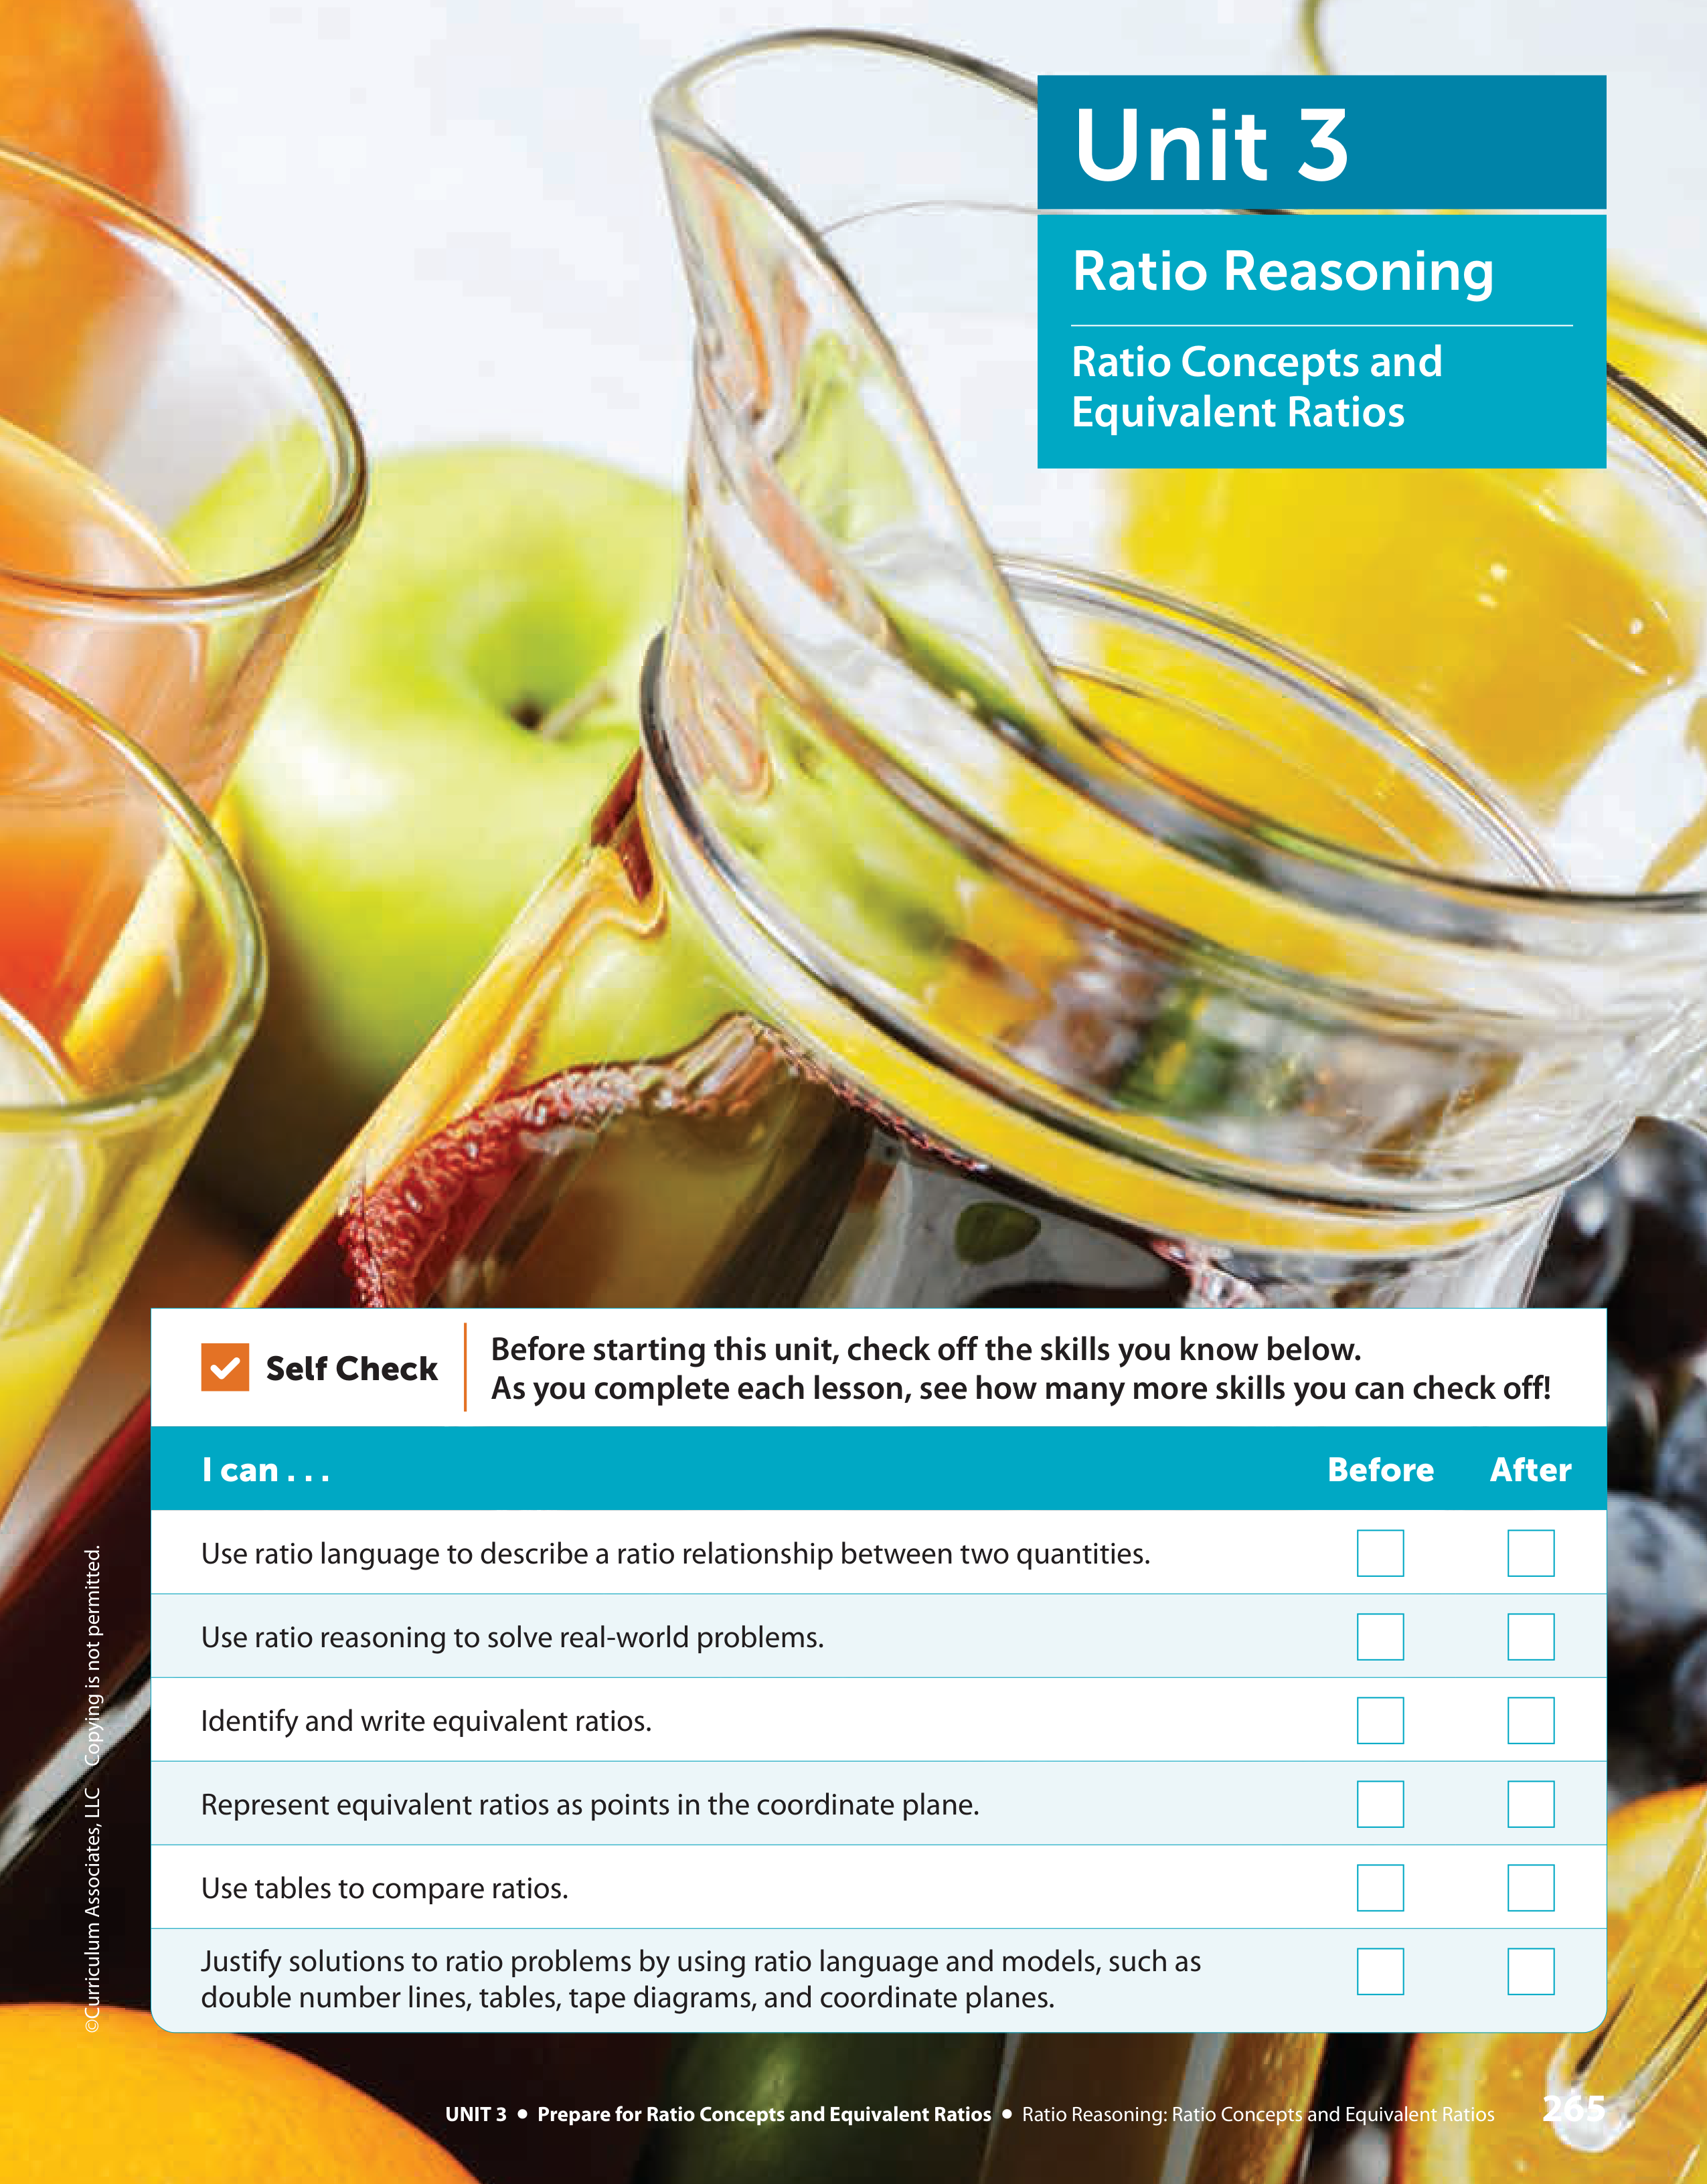 Unit 3
Ratio Reasoning
Ratio Concepts and
Equivalent Ratios
Self Check
Before starting this unit, check off the skills you know below.
As you complete each lesson, see how many more skills you can check off!
I can . . .
Before
After
Use ratio language to describe a ratio relationship between two quantities.
Use ratio reasoning to solve real-world problems.
Identify and write equivalent ratios.
Represent equivalent ratios as points in the coordinate plane.
Use tables to compare ratios.
Justify solutions to ratio problems by using ratio language and models, such as
double number lines, tables, tape diagrams, and coordinate planes.
©Curriculum Associates, LLC Copying is not permitted.
UNIT 3 • Prepare for Ratio Concepts and Equivalent Ratios • Ratio Reasoning: Ratio Concepts and Equivalent Ratios 265